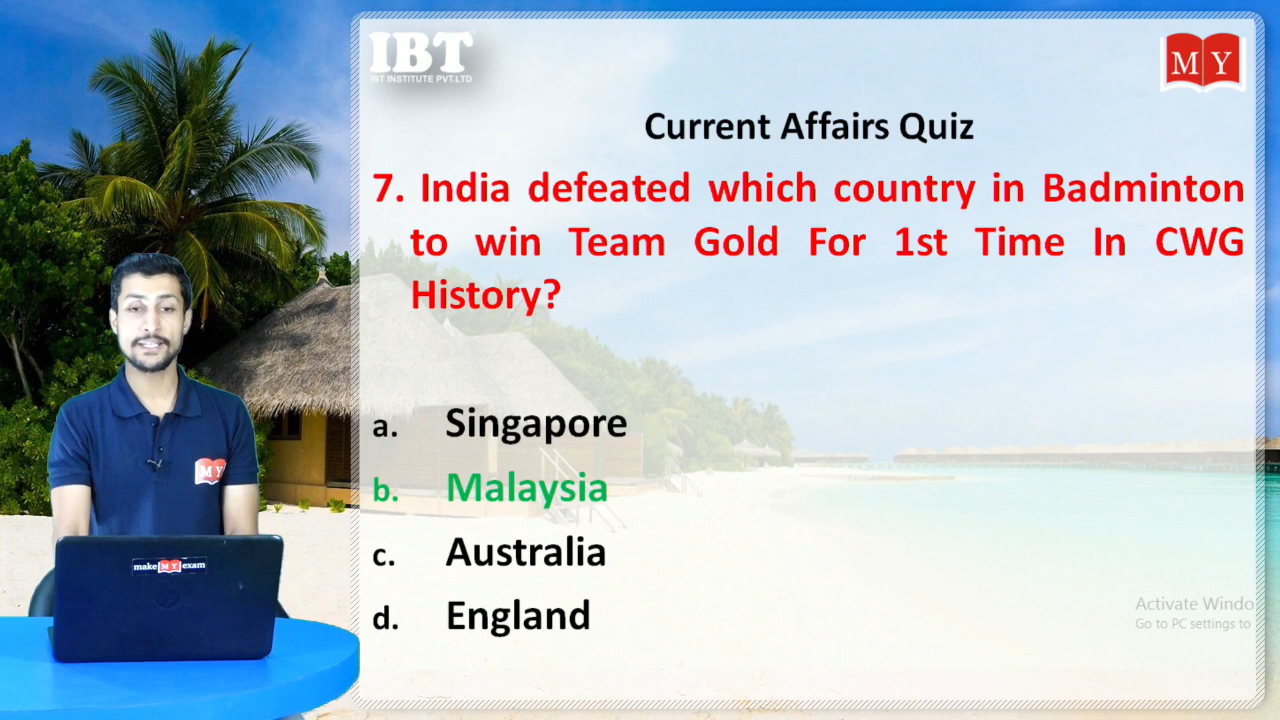 IBT
IBT INSTITUTE PVT.LTD
MY
Current Affairs Quiz
7. India defeated which country in Badminton
to win Team Gold For 1st Time In CWG
History?
a. Singapore
b. Malaysia
c. Australia
d. England
MY
make MY exam
Activate Windo
Go to PC settings to